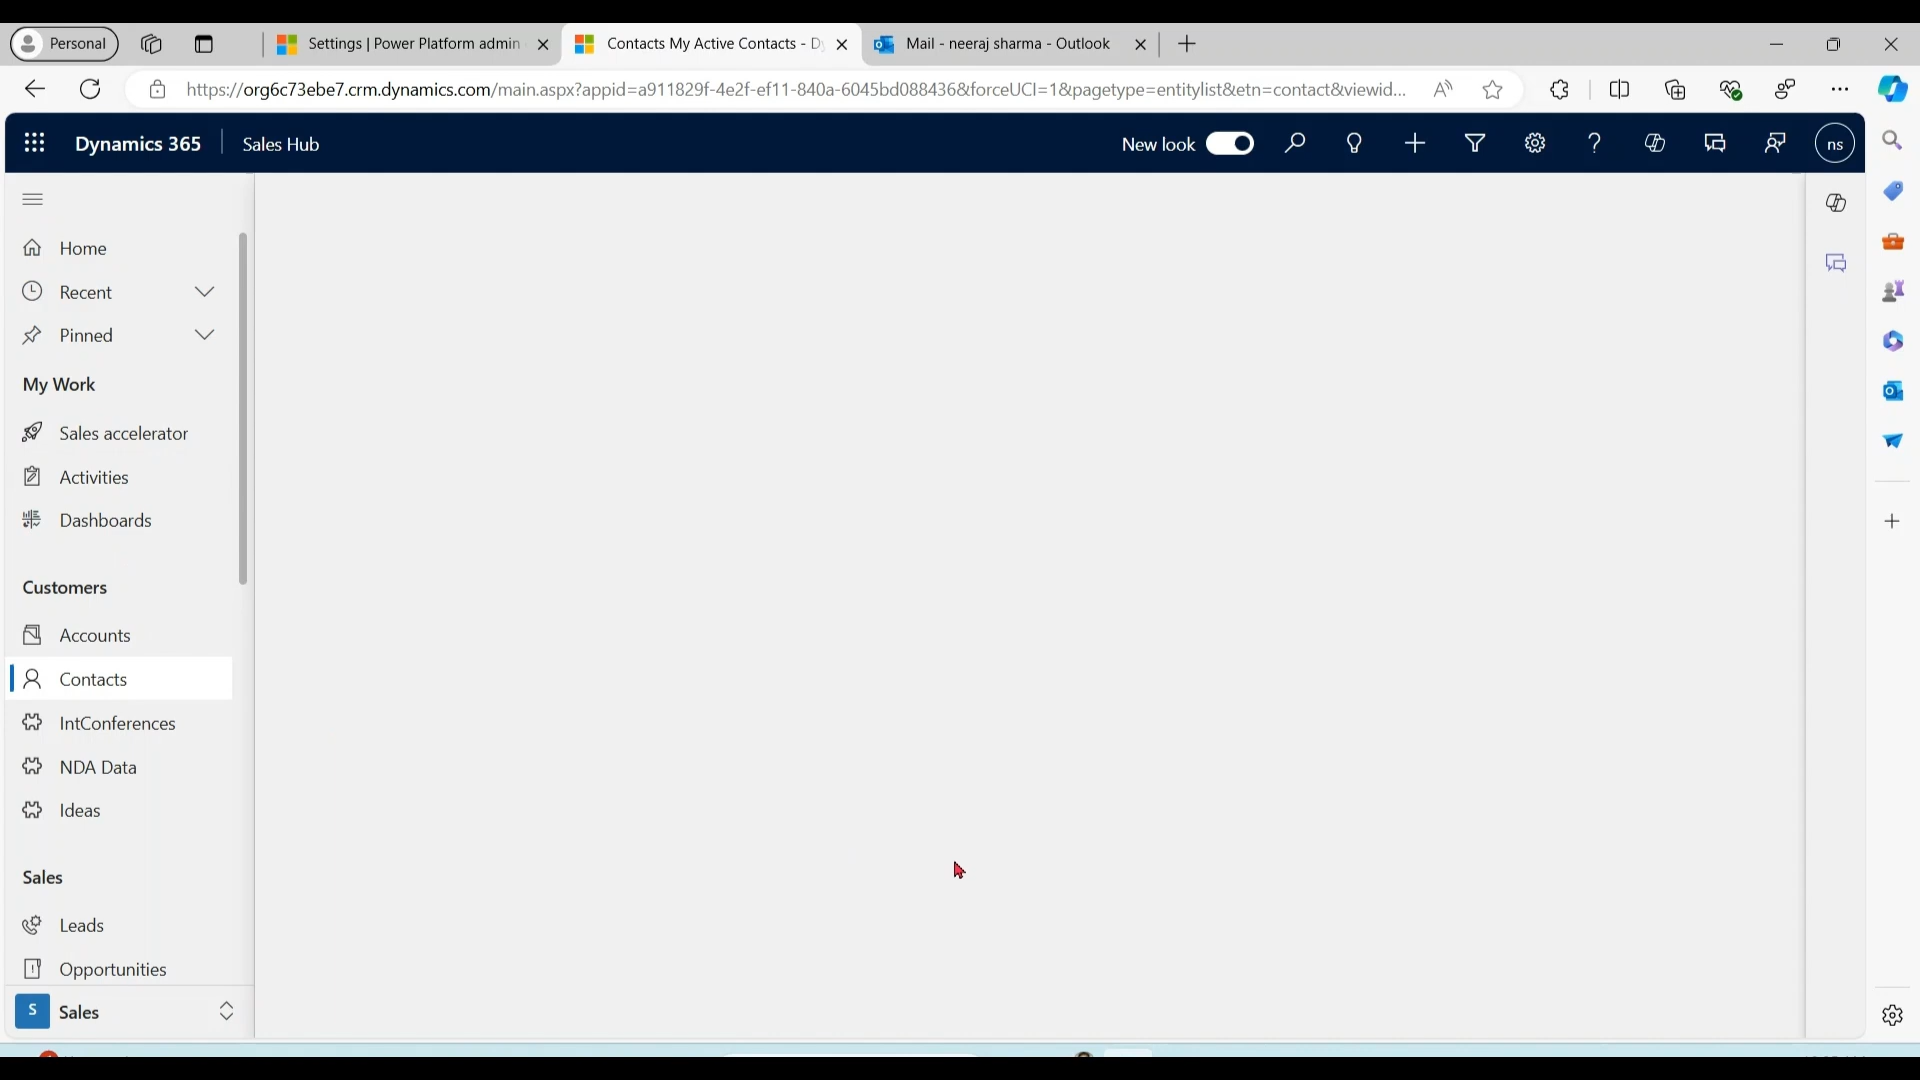 Personal
Settings | Power Platform admin
Contacts My Active Contacts - Dy
Mail - neeraj sharma - Outlook
https://org6c73ebe7.crm.dynamics.com/main.aspx?appid=a911829f-4e2f-ef11-840a-6045bd088436&forceUCI=1&pagetype=entitylist&etn=contact&viewid...
Dynamics 365
Sales Hub
New look
ns
Home
Recent
Pinned
My Work
Sales accelerator
Activities
Dashboards
Customers
Accounts
Contacts
IntConferences
NDA Data
Ideas
Sales
Leads
Opportunities
S
Sales